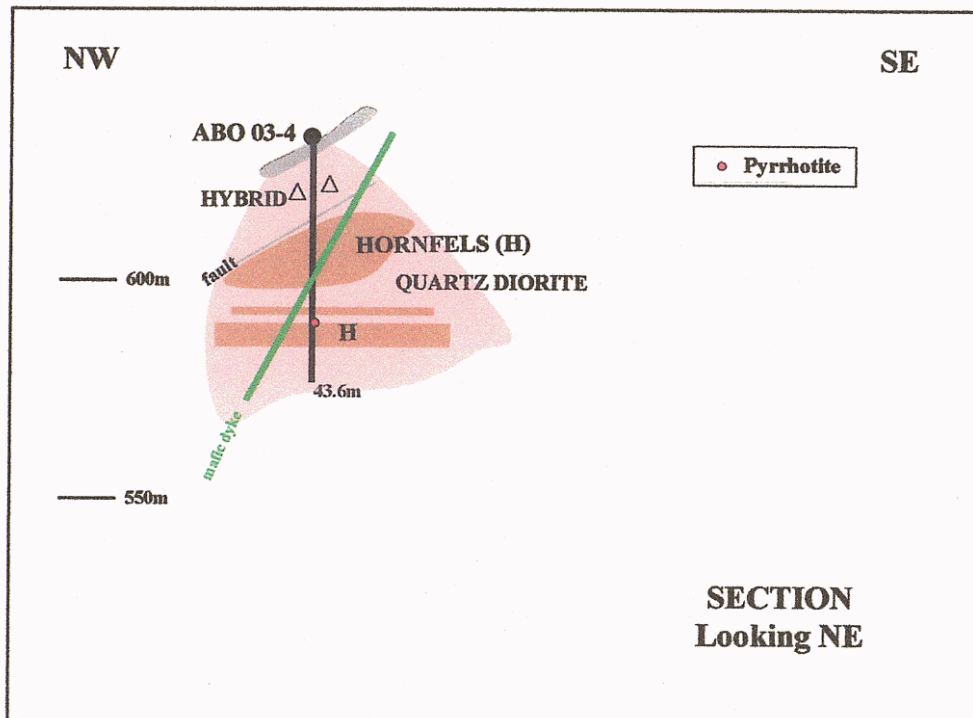 NW
SE
ABO 03-4
Pyrrhotite
HYBRID
HORNFELS (H)
fault
600m
QUARTZ DIORITE
H
43.6m
mafic dyke
550m
SECTION
Looking NE